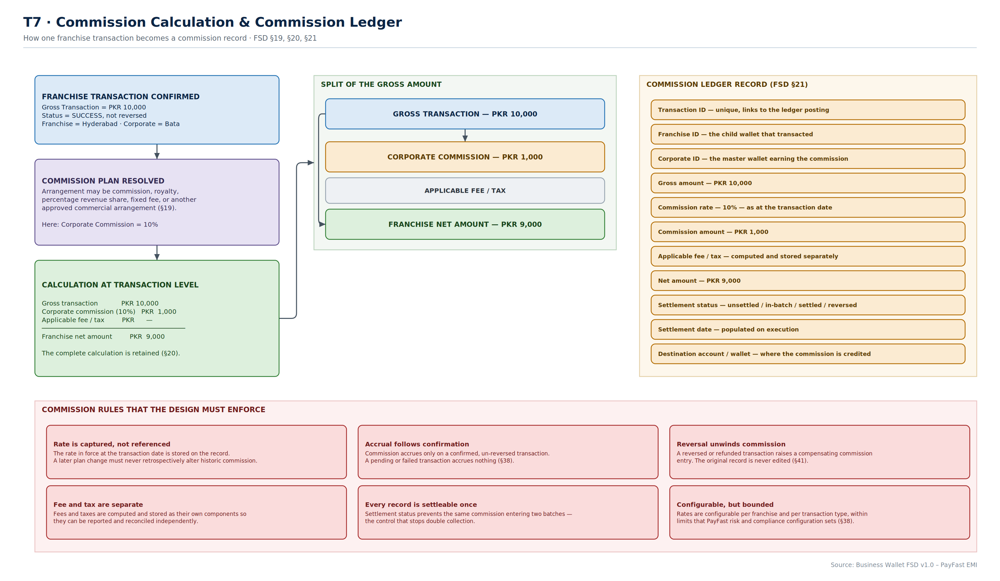 T7 · Commission Calculation & Commission Ledger
How one franchise transaction becomes a commission record · FSD §19, §20, §21
FRANCHISE TRANSACTION CONFIRMED
Gross Transaction = PKR 10,000
Status = SUCCESS, not reversed
Franchise = Hyderabad · Corporate = Bata
COMMISSION PLAN RESOLVED
Arrangement may be commission, royalty,
percentage revenue share, fixed fee, or another
approved commercial arrangement (§19).
Here: Corporate Commission = 10%
CALCULATION AT TRANSACTION LEVEL
Gross transaction PKR 10,000
Corporate commission (10%) PKR 1,000
Applicable fee / tax PKR —
Franchise net amount PKR 9,000
The complete calculation is retained (§20).
SPLIT OF THE GROSS AMOUNT
GROSS TRANSACTION — PKR 10,000
CORPORATE COMMISSION — PKR 1,000
APPLICABLE FEE / TAX
FRANCHISE NET AMOUNT — PKR 9,000
COMMISSION LEDGER RECORD (FSD §21)
Transaction ID — unique, links to the ledger posting
Franchise ID — the child wallet that transacted
Corporate ID — the master wallet earning the commission
Gross amount — PKR 10,000
Commission rate — 10% — as at the transaction date
Commission amount — PKR 1,000
Applicable fee / tax — computed and stored separately
Net amount — PKR 9,000
Settlement status — unsettled / in-batch / settled / reversed
Settlement date — populated on execution
Destination account / wallet — where the commission is credited
COMMISSION RULES THAT THE DESIGN MUST ENFORCE
Rate is captured, not referenced
The rate in force at the transaction date is stored on the record.
A later plan change must never retrospectively alter historic commission.
Accrual follows confirmation
Commission accrues only on a confirmed, un-reversed transaction.
A pending or failed transaction accrues nothing (§38).
Reversal unwinds commission
A reversed or refunded transaction raises a compensating commission
entry. The original record is never edited (§41).
Fee and tax are separate
Fees and taxes are computed and stored as their own components so
they can be reported and reconciled independently.
Every record is settleable once
Settlement status prevents the same commission entering two batches —
the control that stops double collection.
Configurable, but bounded
Rates are configurable per franchise and per transaction type, within
limits that PayFast risk and compliance configuration sets (§38).
Source: Business Wallet FSD v1.0 – PayFast EMI